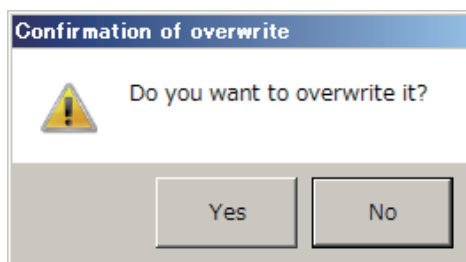 Confirmation of overwrite
Do you want to overwrite it?
Yes
No